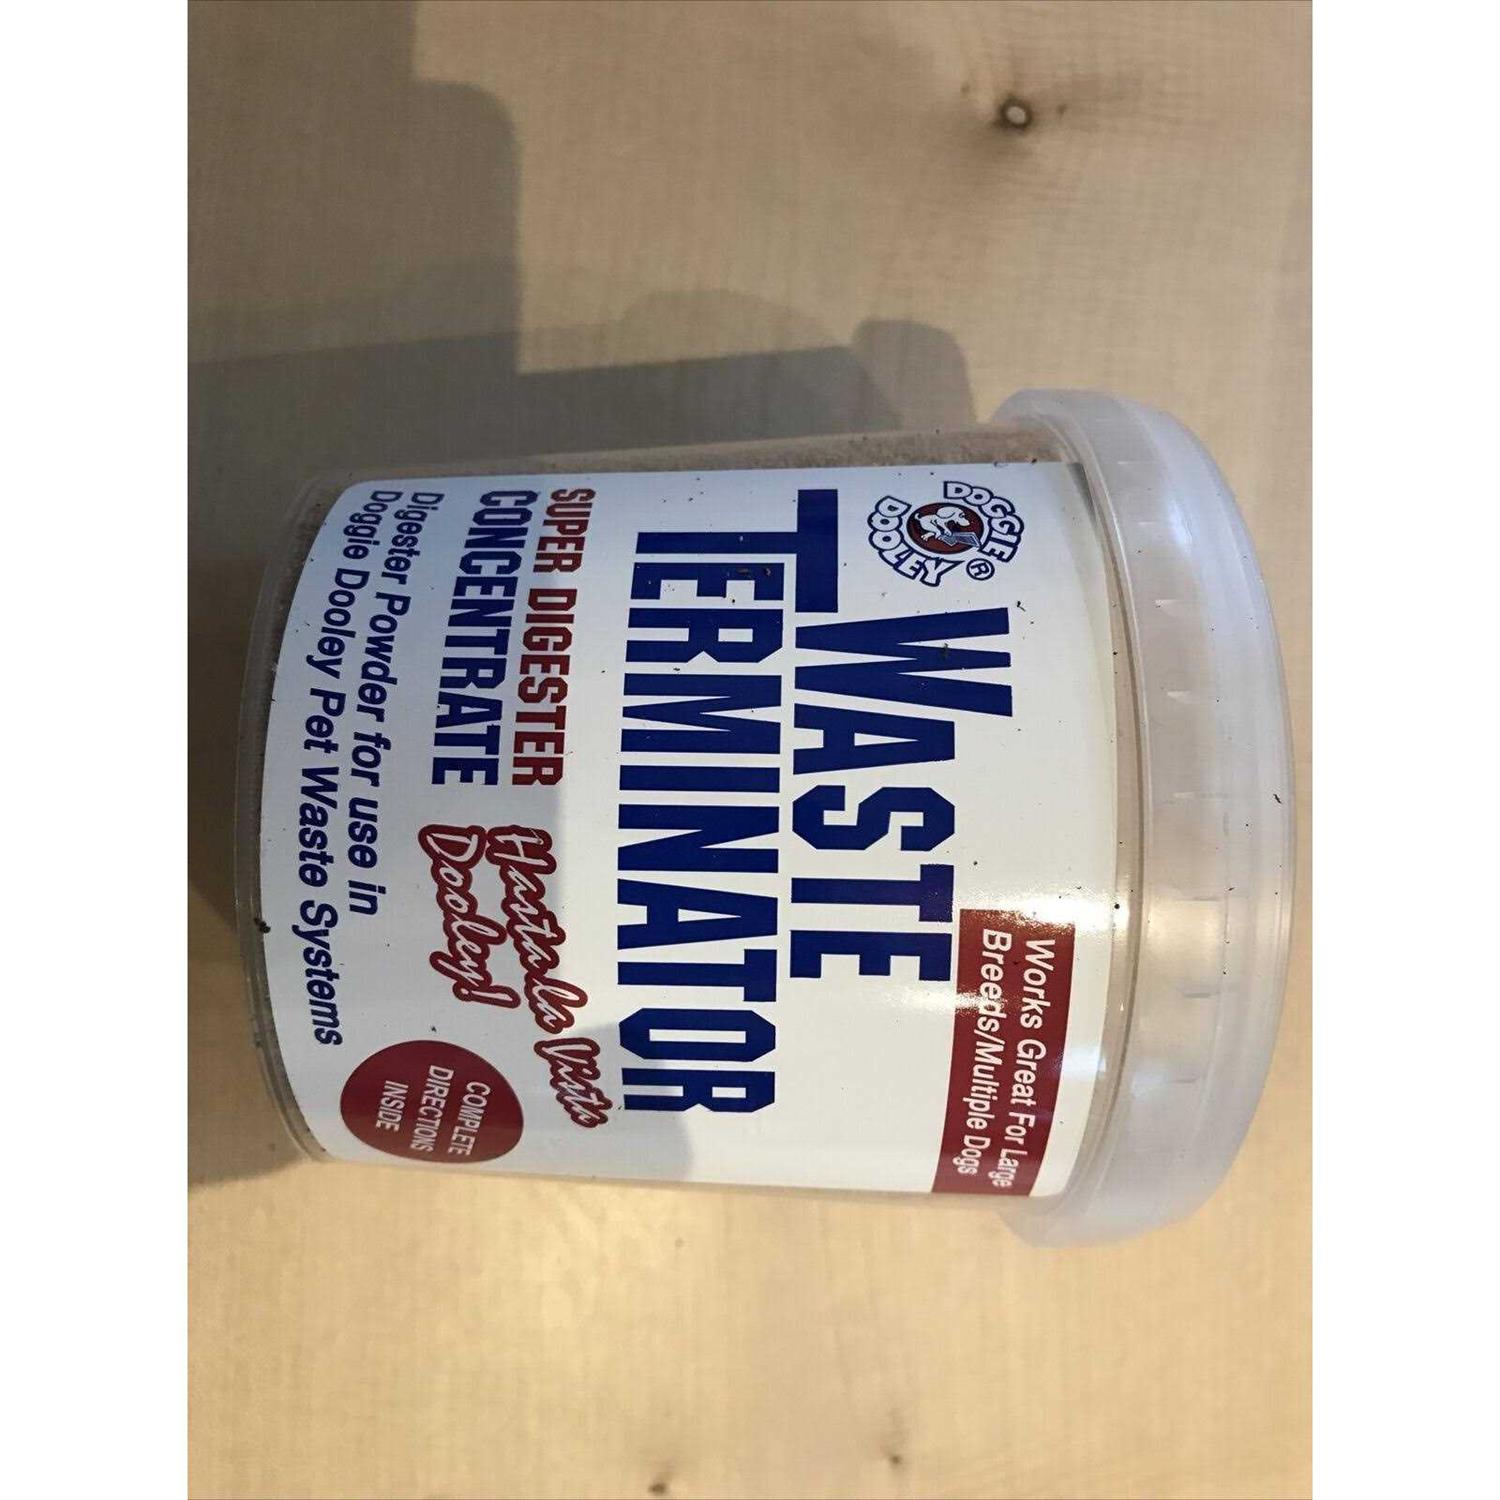 DOGGIE
DOOLEY®
WASTE
TERMINATOR
Works Great For Large
Breeds/Multiple Dogs
SUPER DIGESTER
CONCENTRATE
Hasta La Vista
Dooley!
Digester Powder for use in
Doggie Dooley Pet Waste Systems
COMPLETE
DIRECTIONS
INSIDE